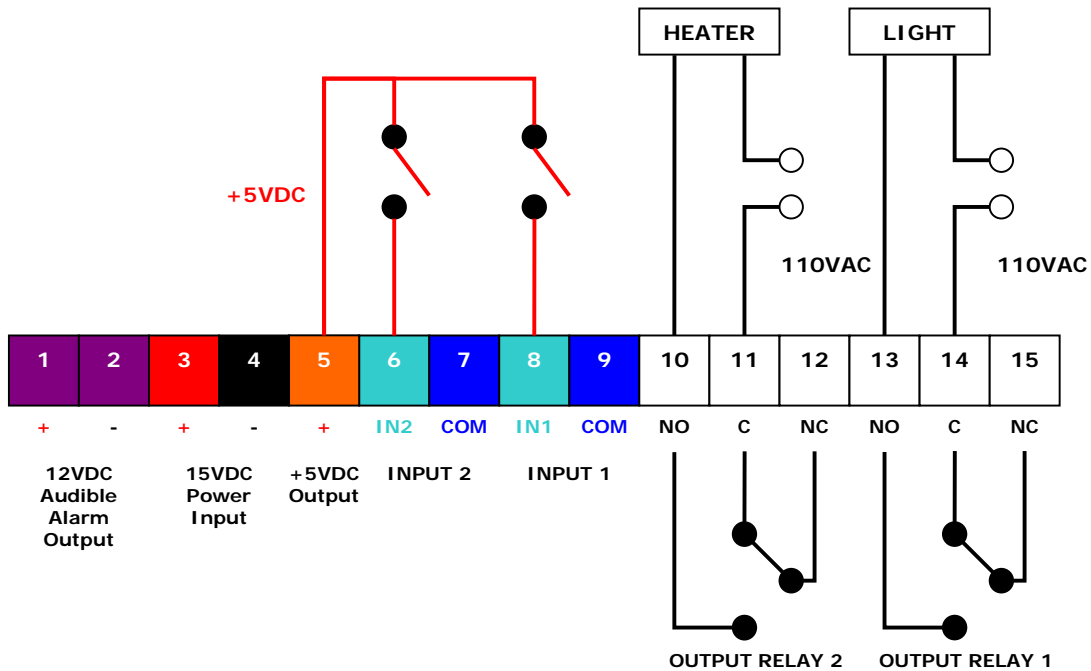 HEATER LIGHT
+5VDC
110VAC 110VAC
1 2 3 4 5 6 7 8 9 10 11 12 13 14 15
+ - + - + IN2 COM IN1 COM NO C NC NO C NC
12VDC
Audible
Alarm
Output
15VDC
Power
Input
+5VDC
Output
INPUT 2
INPUT 1
OUTPUT RELAY 2 OUTPUT RELAY 1